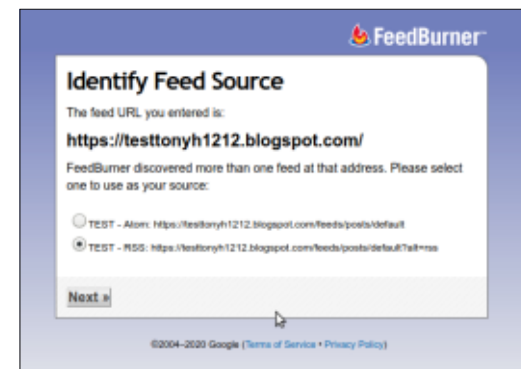 FeedBurner™
Identify Feed Source
The feed URL you entered is:
https://testtonyh1212.blogspot.com/
FeedBurner discovered more than one feed at that address. Please select
one to use as your source:
TEST - Atom: https://testtonyh1212.blogspot.com/feeds/posts/default
TEST - RSS: https://testtonyh1212.blogspot.com/feeds/posts/default?alt=rss
Next »
©2004–2020 Google (Terms of Service • Privacy Policy)